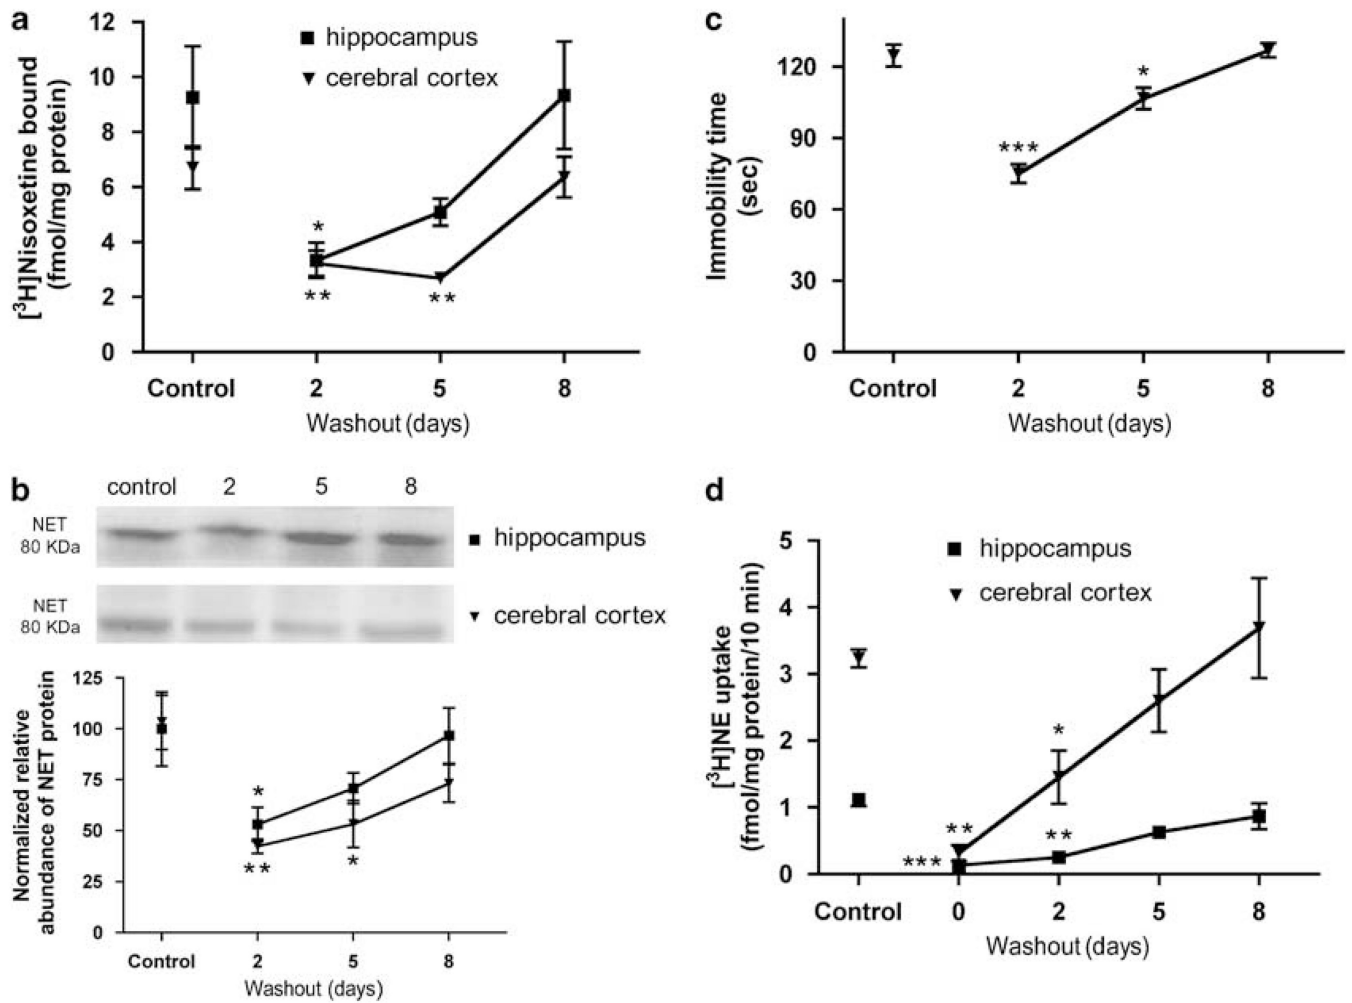 a
[³H]Nisoxetine bound
(fmol/mg protein)
12
10
8
6
4
2
0
hippocampus
cerebral cortex
*
**
**
Control 2 5 8
Washout (days)
c
Immobility time
(sec)
120
90
60
30
0
***
*
Control 2 5 8
Washout (days)
b
control 2 5 8
NET
80 KDa
hippocampus
NET
80 KDa
cerebral cortex
Normalized relative
abundance of NET protein
125
100
75
50
25
0
*
**
*
Control 2 5 8
Washout (days)
d
[³H]NE uptake
(fmol/mg protein/10 min)
5
4
3
2
1
0
hippocampus
cerebral cortex
*
**
**
***
Control 0 2 5 8
Washout (days)